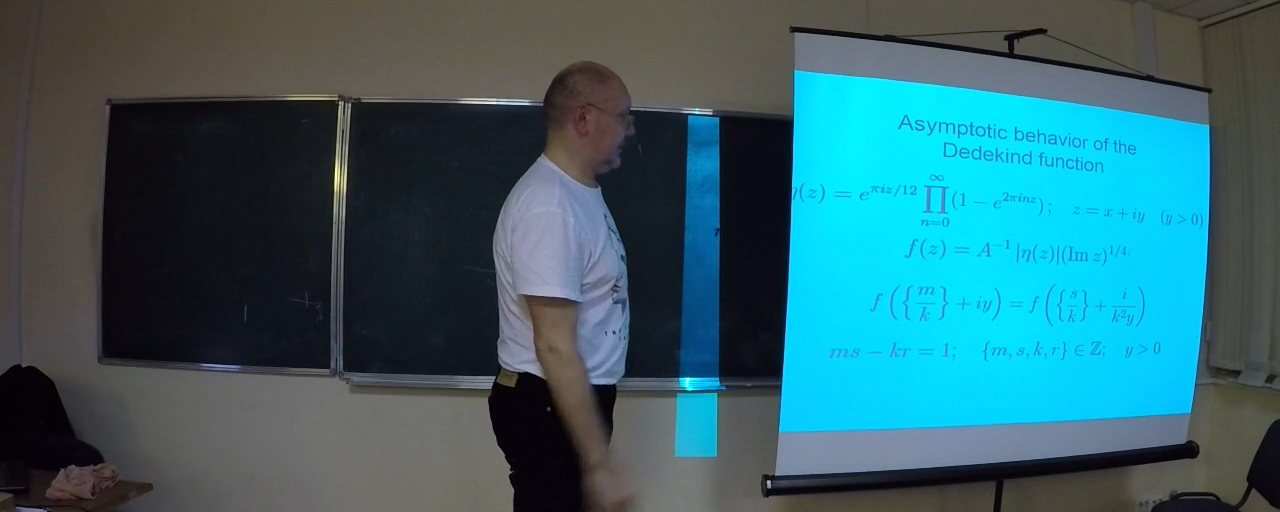 Asymptotic behavior of the
Dedekind function
η(z) = e^{πiz/12} ∏_{n=0}^{∞} (1 − e^{2πinz}); z = x + iy (y > 0)
f(z) = A^{−1} |η(z)|(Im z)^{1/4}
f({m/k} + iy) = f({s/k} + i/(k²y))
ms − kr = 1; {m, s, k, r} ∈ ℤ; y > 0